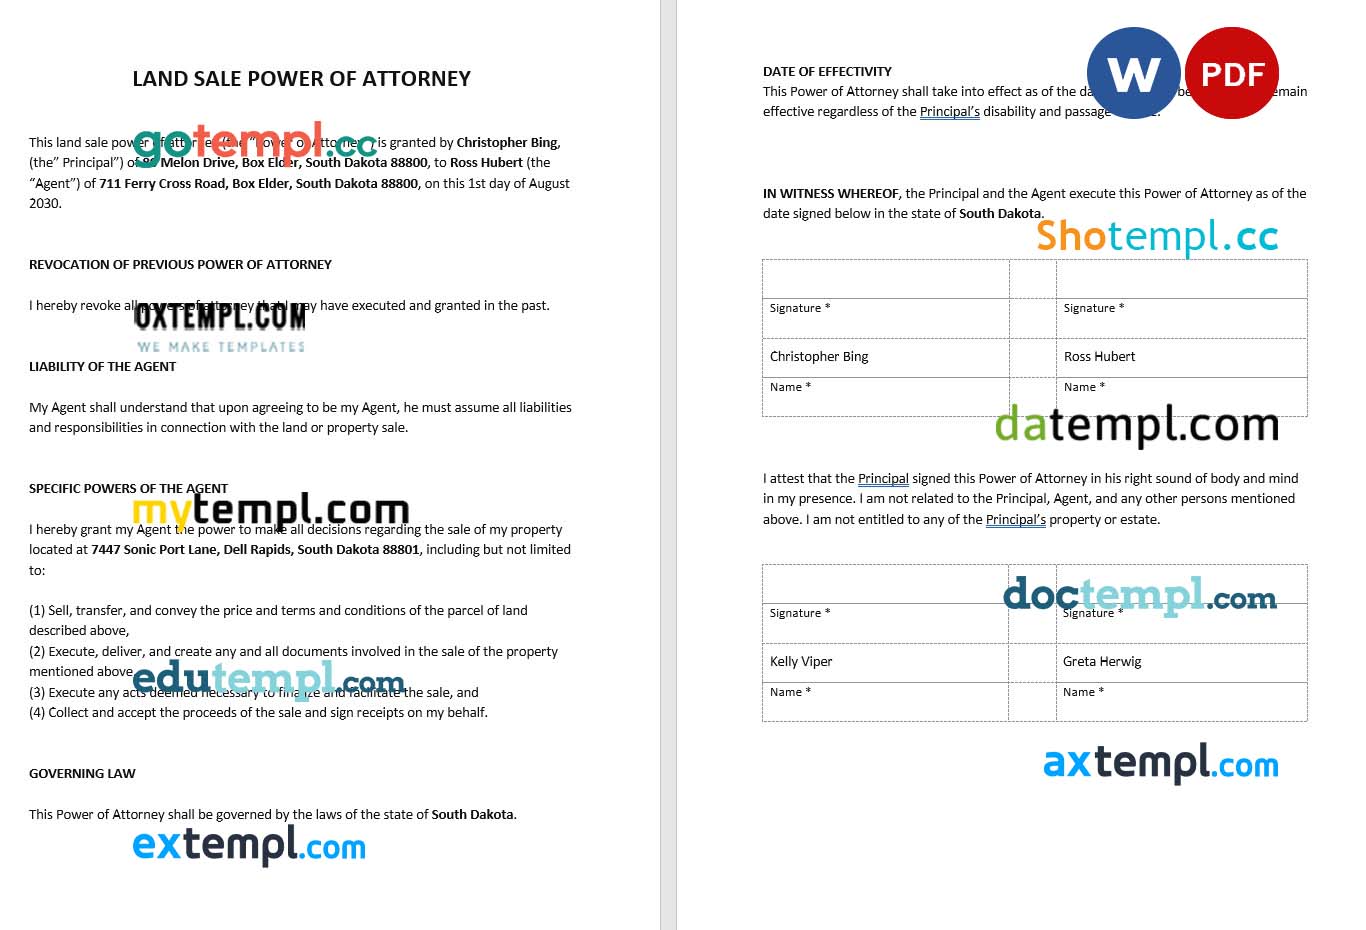 LAND SALE POWER OF ATTORNEY
gotempl.cc
This land sale power of attorney (the “Power of Attorney”) is granted by Christopher Bing,
(the” Principal”) of Melon Drive, Box Elder, South Dakota 88800, to Ross Hubert (the
“Agent”) of 711 Ferry Cross Road, Box Elder, South Dakota 88800, on this 1st day of August
2030.
REVOCATION OF PREVIOUS POWER OF ATTORNEY
I hereby revoke all powers of attorney that I may have executed and granted in the past.
OXTEMPL.COM
WE MAKE TEMPLATES
LIABILITY OF THE AGENT
My Agent shall understand that upon agreeing to be my Agent, he must assume all liabilities
and responsibilities in connection with the land or property sale.
SPECIFIC POWERS OF THE AGENT
mytempl.com
I hereby grant my Agent the power to make all decisions regarding the sale of my property
located at 7447 Sonic Port Lane, Dell Rapids, South Dakota 88801, including but not limited
to:
(1) Sell, transfer, and convey the price and terms and conditions of the parcel of land
described above,
(2) Execute, deliver, and create any and all documents involved in the sale of the property
mentioned above
edutempl.com
(3) Execute any acts deemed necessary to finalize and facilitate the sale, and
(4) Collect and accept the proceeds of the sale and sign receipts on my behalf.
GOVERNING LAW
This Power of Attorney shall be governed by the laws of the state of South Dakota.
extempl.com
W PDF
DATE OF EFFECTIVITY
This Power of Attorney shall take into effect as of the
effective regardless of the Principal’s disability and passage
IN WITNESS WHEREOF, the Principal and the Agent execute this Power of Attorney as of the
date signed below in the state of South Dakota.
Shotempl.cc
Signature * Signature *
Christopher Bing Ross Hubert
Name * Name *
datempl.com
I attest that the Principal signed this Power of Attorney in his right sound of body and mind
in my presence. I am not related to the Principal, Agent, and any other persons mentioned
above. I am not entitled to any of the Principal’s property or estate.
doctempl.com
Signature * Signature *
Kelly Viper Greta Herwig
Name * Name *
axtempl.com